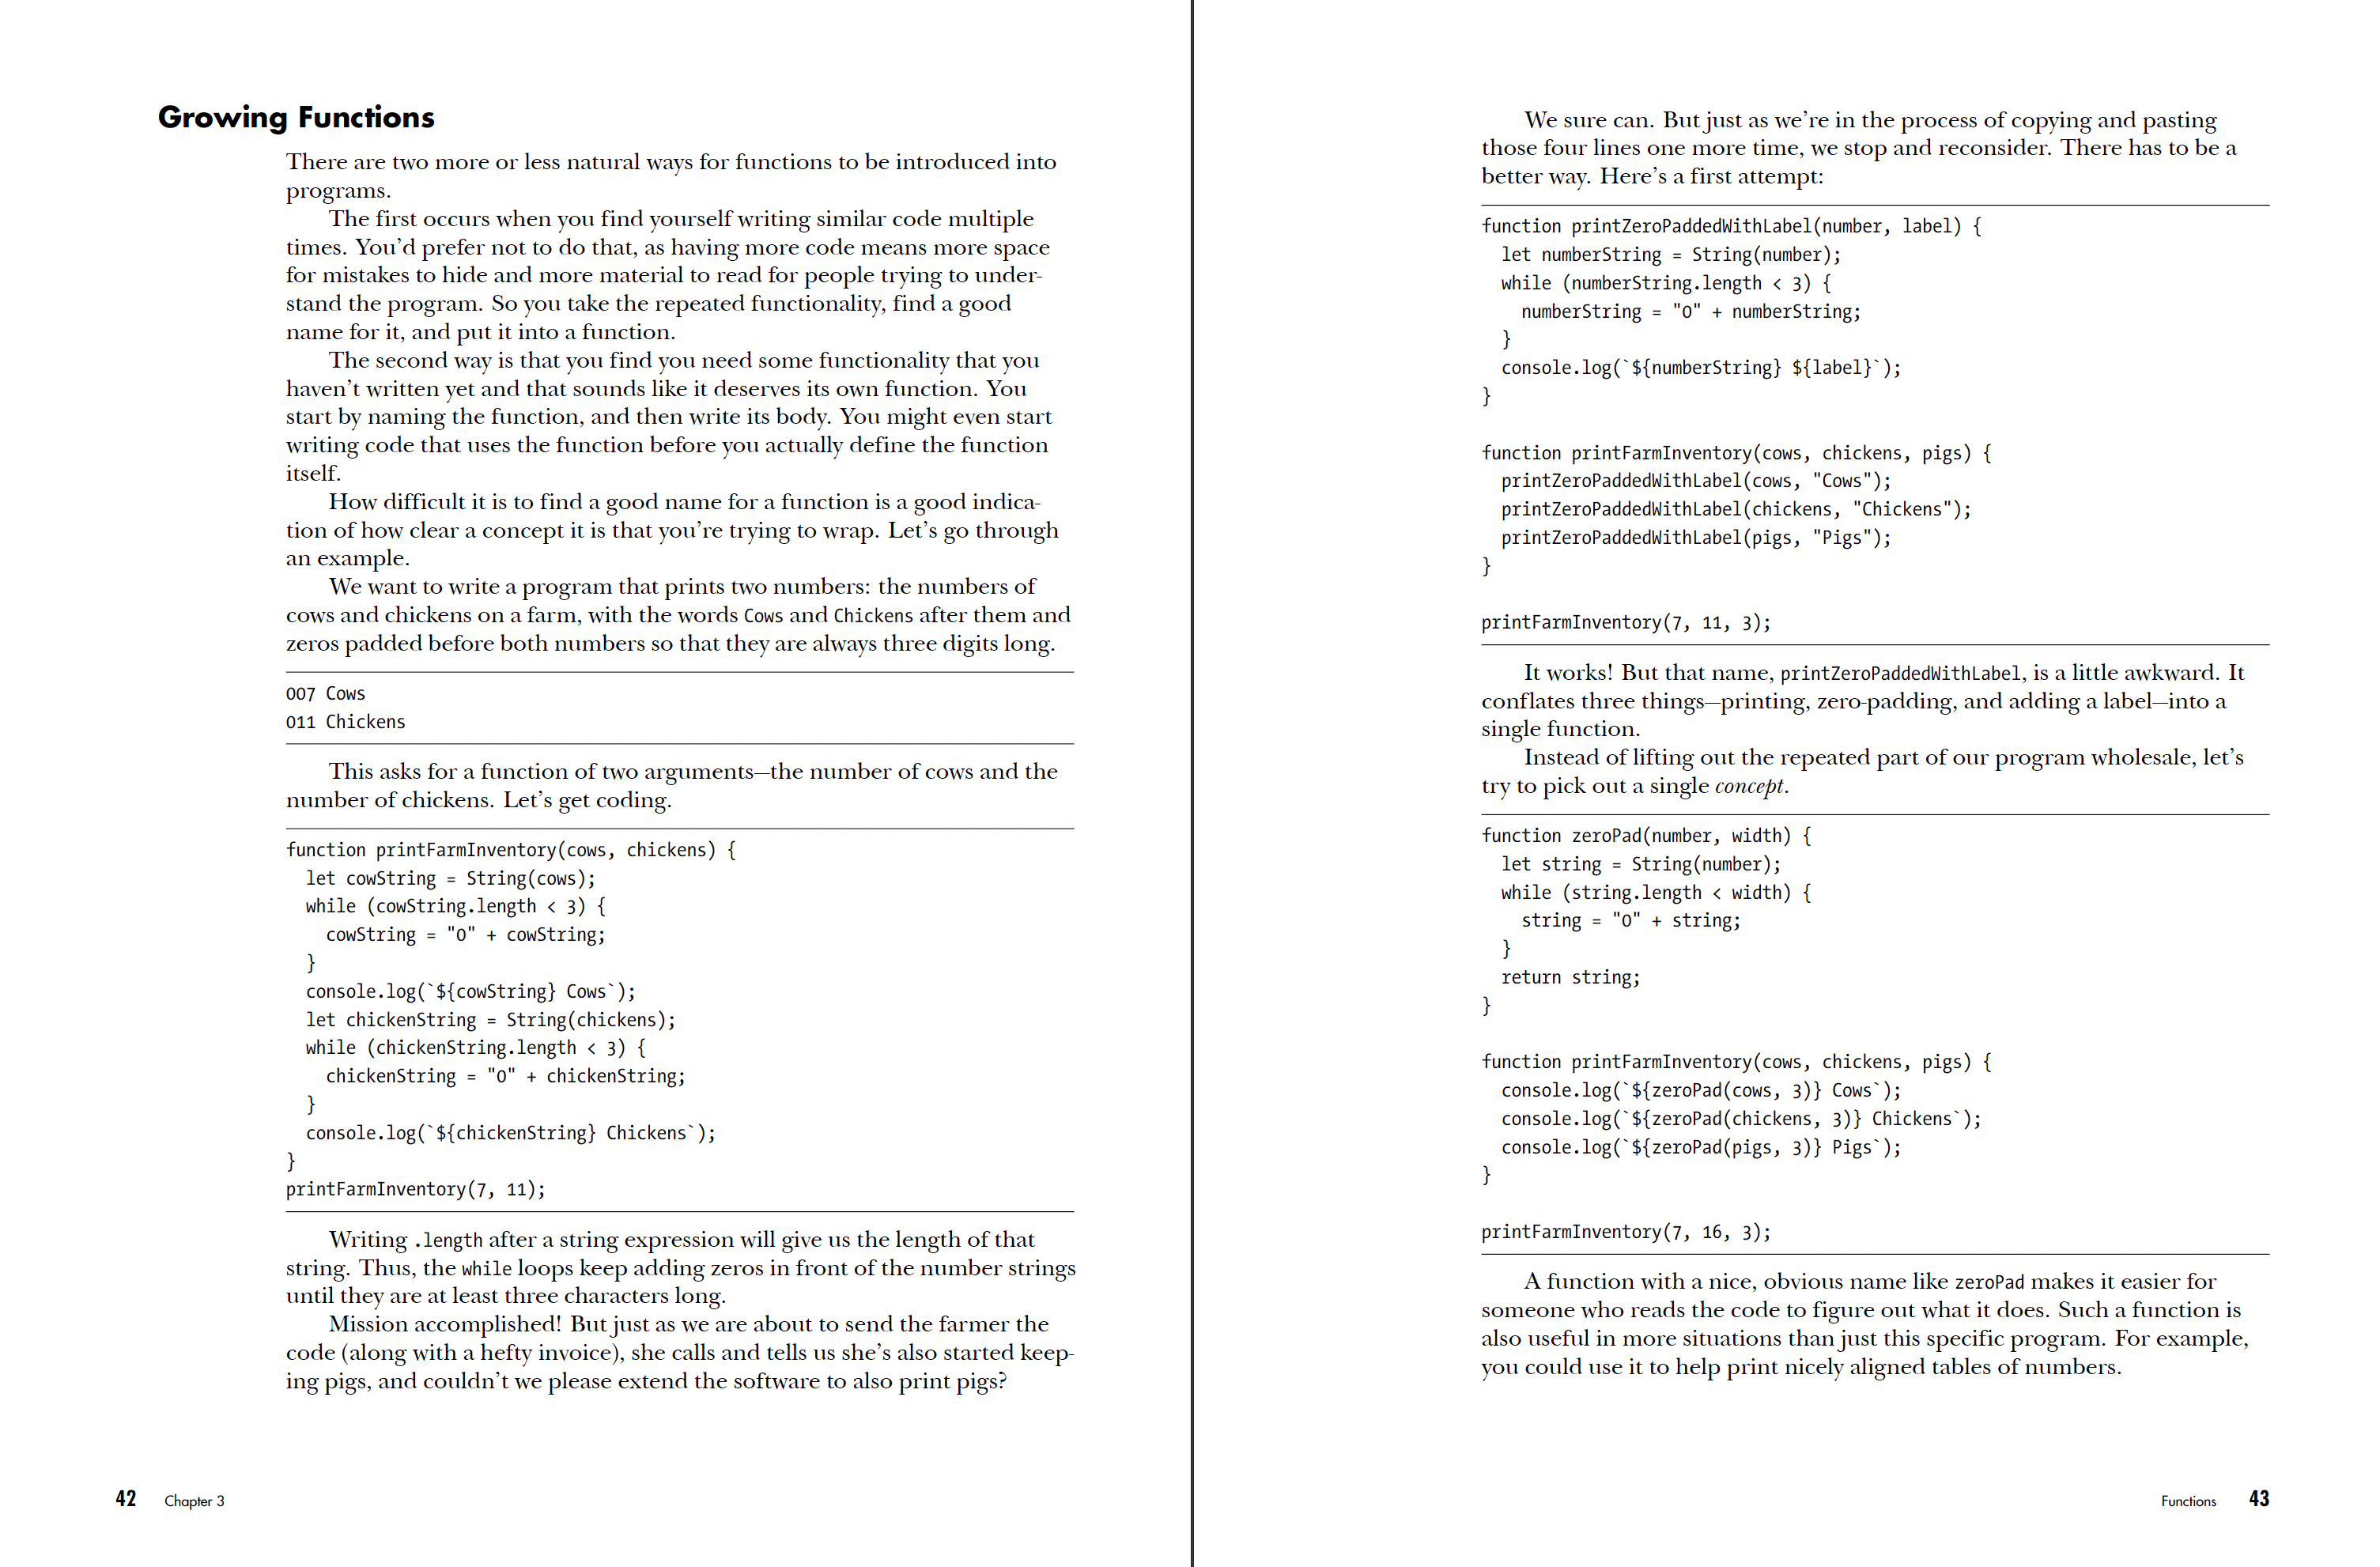 Growing Functions
There are two more or less natural ways for functions to be introduced into
programs.
The first occurs when you find yourself writing similar code multiple
times. You’d prefer not to do that, as having more code means more space
for mistakes to hide and more material to read for people trying to under-
stand the program. So you take the repeated functionality, find a good
name for it, and put it into a function.
The second way is that you find you need some functionality that you
haven’t written yet and that sounds like it deserves its own function. You
start by naming the function, and then write its body. You might even start
writing code that uses the function before you actually define the function
itself.
How difficult it is to find a good name for a function is a good indica-
tion of how clear a concept it is that you’re trying to wrap. Let’s go through
an example.
We want to write a program that prints two numbers: the numbers of
cows and chickens on a farm, with the words Cows and Chickens after them and
zeros padded before both numbers so that they are always three digits long.
007 Cows
011 Chickens
This asks for a function of two arguments—the number of cows and the
number of chickens. Let’s get coding.
function printFarmInventory(cows, chickens) {
  let cowString = String(cows);
  while (cowString.length < 3) {
    cowString = "0" + cowString;
  }
  console.log(`${cowString} Cows`);
  let chickenString = String(chickens);
  while (chickenString.length < 3) {
    chickenString = "0" + chickenString;
  }
  console.log(`${chickenString} Chickens`);
}
printFarmInventory(7, 11);
Writing .length after a string expression will give us the length of that
string. Thus, the while loops keep adding zeros in front of the number strings
until they are at least three characters long.
Mission accomplished! But just as we are about to send the farmer the
code (along with a hefty invoice), she calls and tells us she’s also started keep-
ing pigs, and couldn’t we please extend the software to also print pigs?
42 Chapter 3
We sure can. But just as we’re in the process of copying and pasting
those four lines one more time, we stop and reconsider. There has to be a
better way. Here’s a first attempt:
function printZeroPaddedWithLabel(number, label) {
  let numberString = String(number);
  while (numberString.length < 3) {
    numberString = "0" + numberString;
  }
  console.log(`${numberString} ${label}`);
}
function printFarmInventory(cows, chickens, pigs) {
  printZeroPaddedWithLabel(cows, "Cows");
  printZeroPaddedWithLabel(chickens, "Chickens");
  printZeroPaddedWithLabel(pigs, "Pigs");
}
printFarmInventory(7, 11, 3);
It works! But that name, printZeroPaddedWithLabel, is a little awkward. It
conflates three things—printing, zero-padding, and adding a label—into a
single function.
Instead of lifting out the repeated part of our program wholesale, let’s
try to pick out a single concept.
function zeroPad(number, width) {
  let string = String(number);
  while (string.length < width) {
    string = "0" + string;
  }
  return string;
}
function printFarmInventory(cows, chickens, pigs) {
  console.log(`${zeroPad(cows, 3)} Cows`);
  console.log(`${zeroPad(chickens, 3)} Chickens`);
  console.log(`${zeroPad(pigs, 3)} Pigs`);
}
printFarmInventory(7, 16, 3);
A function with a nice, obvious name like zeroPad makes it easier for
someone who reads the code to figure out what it does. Such a function is
also useful in more situations than just this specific program. For example,
you could use it to help print nicely aligned tables of numbers.
Functions 43